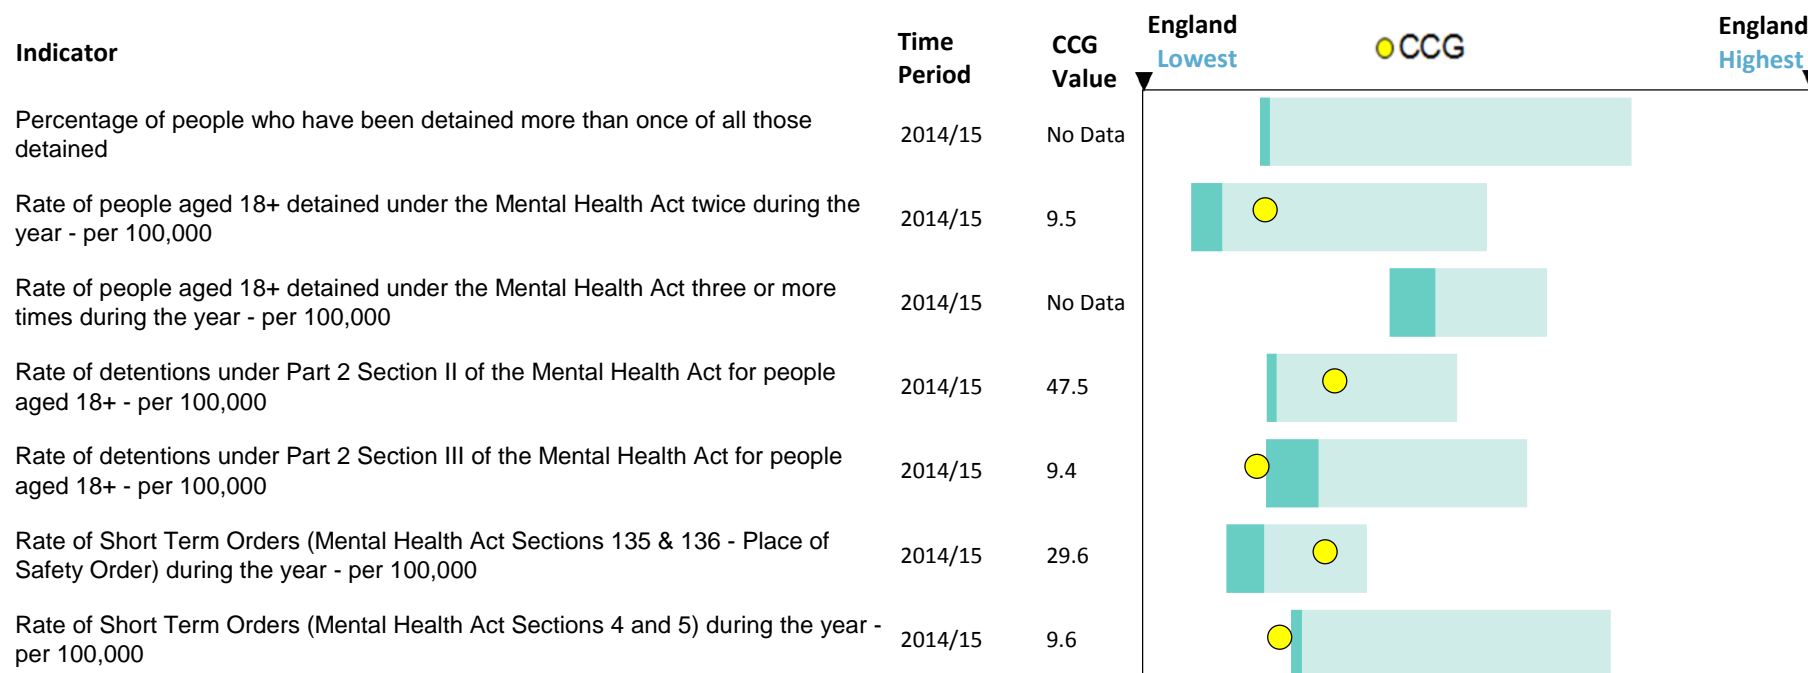 Indicator
Time
Period
CCG
Value
England
Lowest
CCG
England
Highest
Percentage of people who have been detained more than once of all those
detained
2014/15
No Data
Rate of people aged 18+ detained under the Mental Health Act twice during the
year - per 100,000
2014/15
9.5
Rate of people aged 18+ detained under the Mental Health Act three or more
times during the year - per 100,000
2014/15
No Data
Rate of detentions under Part 2 Section II of the Mental Health Act for people
aged 18+ - per 100,000
2014/15
47.5
Rate of detentions under Part 2 Section III of the Mental Health Act for people
aged 18+ - per 100,000
2014/15
9.4
Rate of Short Term Orders (Mental Health Act Sections 135 & 136 - Place of
Safety Order) during the year - per 100,000
2014/15
29.6
Rate of Short Term Orders (Mental Health Act Sections 4 and 5) during the year -
per 100,000
2014/15
9.6